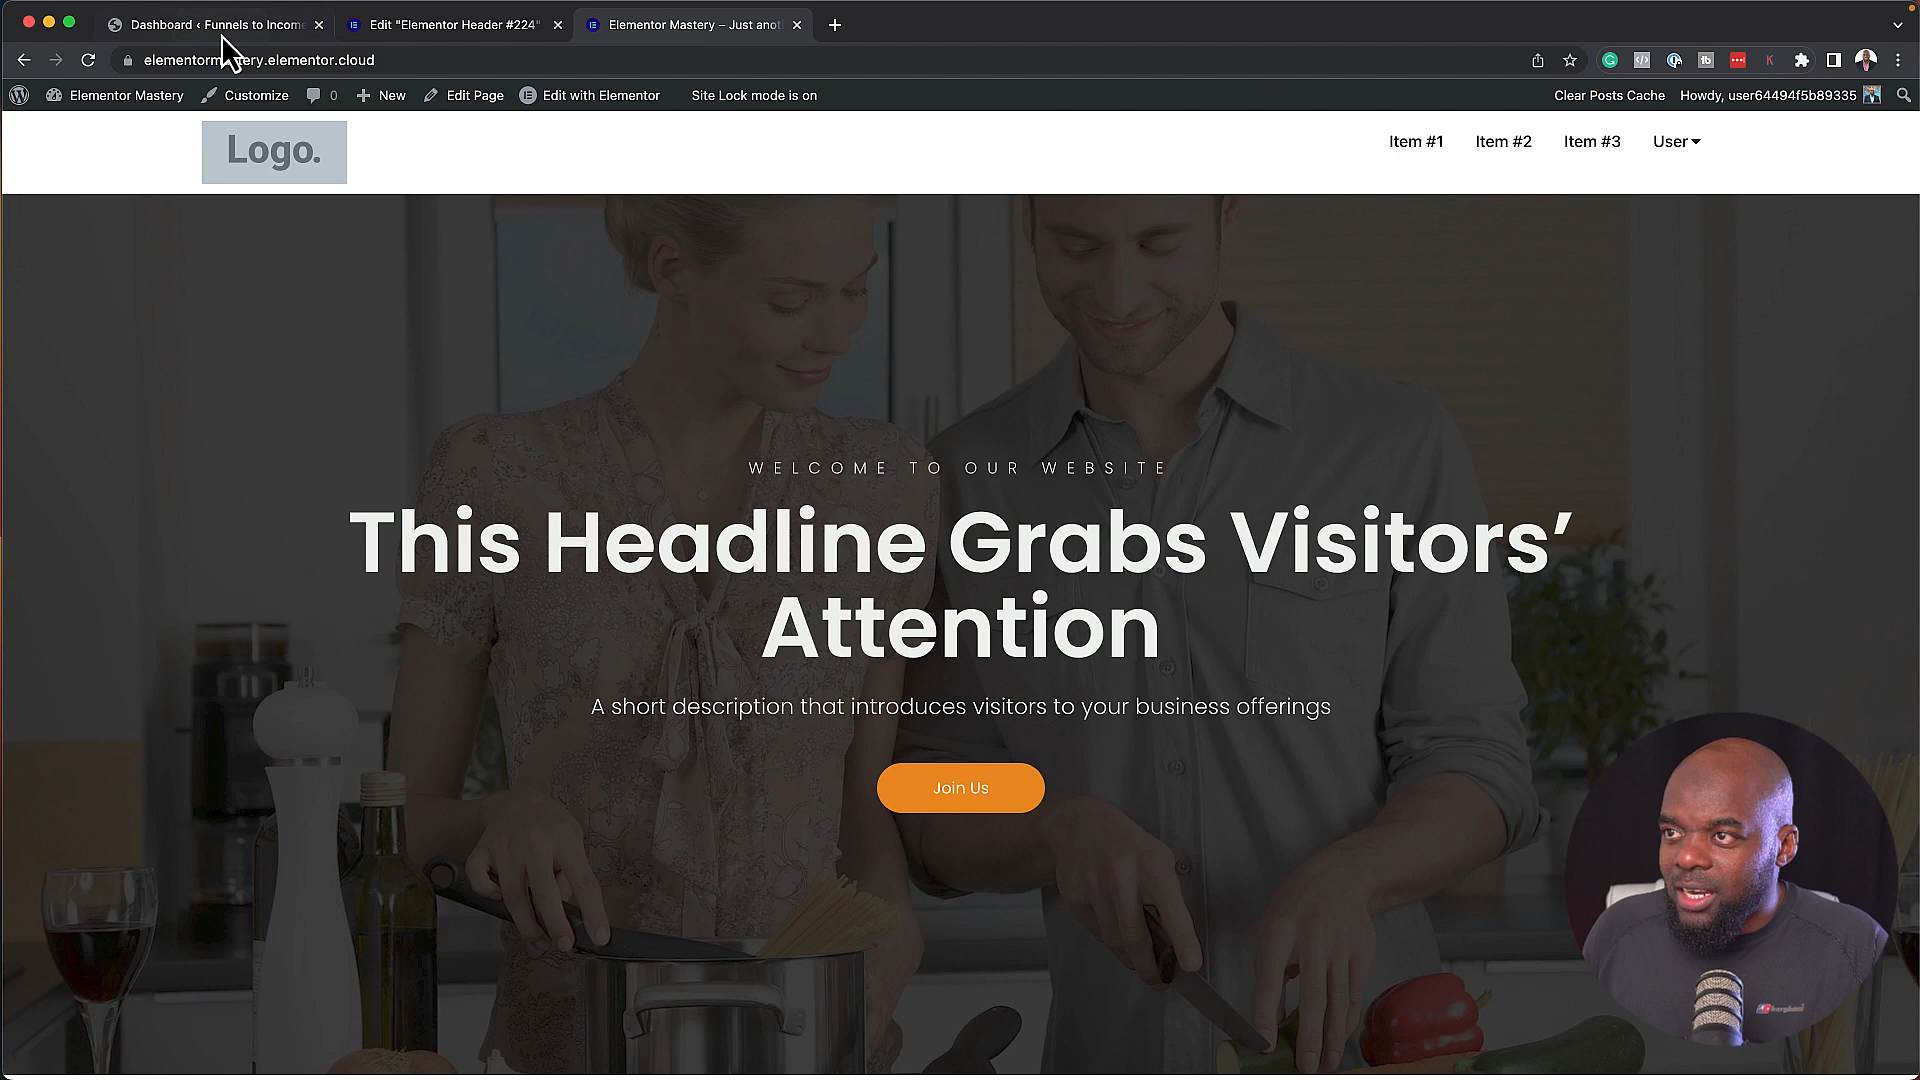 Dashboard ‹ Funnels to Income
Edit "Elementor Header #224"
Elementor Mastery – Just anot
elementormastery.elementor.cloud
Elementor Mastery
Customize
0
New
Edit Page
Edit with Elementor
Site Lock mode is on
Clear Posts Cache
Howdy, user64494f5b89335
Logo.
Item #1
Item #2
Item #3
User
WELCOME TO OUR WEBSITE
This Headline Grabs Visitors’
Attention
A short description that introduces visitors to your business offerings
Join Us